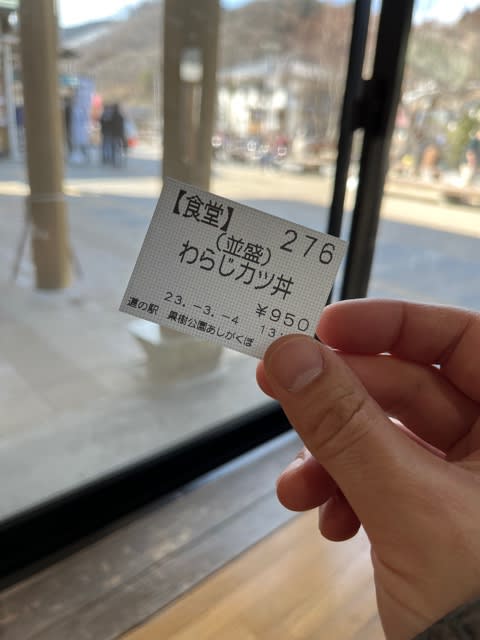 【食堂】 276
(並盛)
わらじカツ丼
23.-3.-4 ¥950
道の駅 果樹公園あしがくぼ 13: